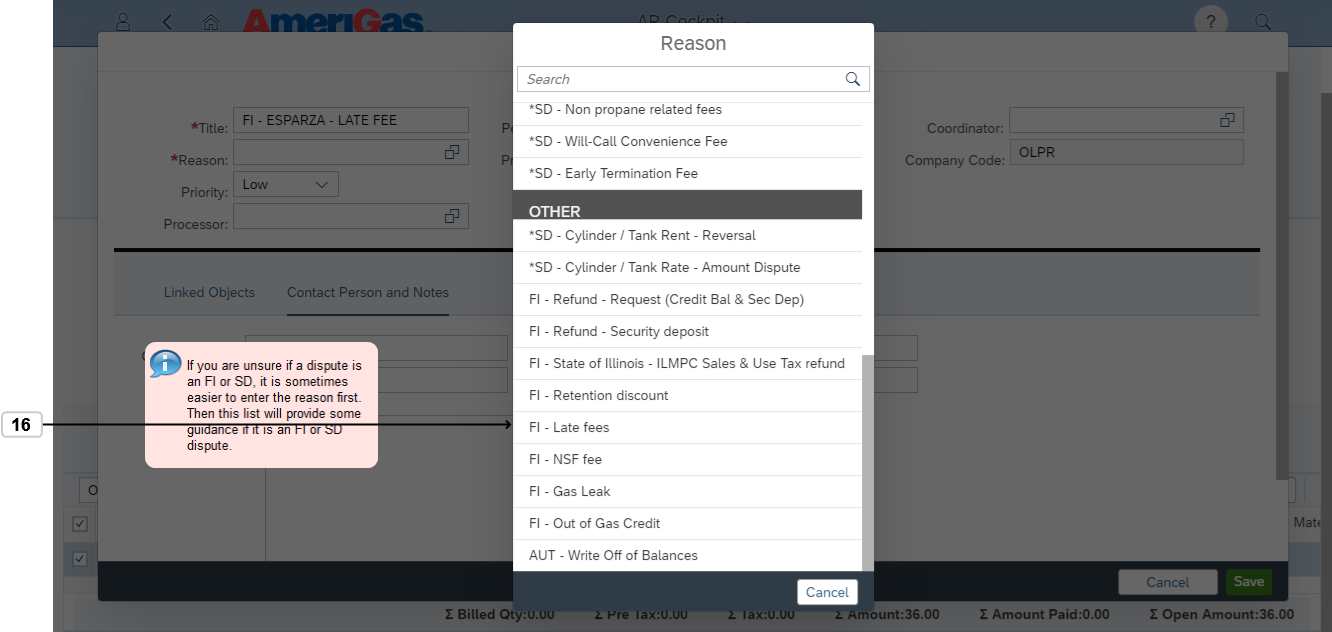 AmeriGas
AR Cockpit
?
Reason
Search
*SD - Non propane related fees
*SD - Will-Call Convenience Fee
*SD - Early Termination Fee
OTHER
*SD - Cylinder / Tank Rent - Reversal
*SD - Cylinder / Tank Rate - Amount Dispute
FI - Refund - Request (Credit Bal & Sec Dep)
FI - Refund - Security deposit
FI - State of Illinois - ILMPC Sales & Use Tax refund
FI - Retention discount
FI - Late fees
FI - NSF fee
FI - Gas Leak
FI - Out of Gas Credit
AUT - Write Off of Balances
Cancel
*Title: FI - ESPARZA - LATE FEE
*Reason:
Priority: Low
Processor:
Coordinator:
Company Code: OLPR
Linked Objects Contact Person and Notes
If you are unsure if a dispute is
an FI or SD, it is sometimes
easier to enter the reason first.
Then this list will provide some
guidance if it is an FI or SD
dispute.
16
Cancel Save
Σ Billed Qty:0.00 Σ Pre Tax:0.00 Σ Tax:0.00 Σ Amount:36.00 Σ Amount Paid:0.00 Σ Open Amount:36.00